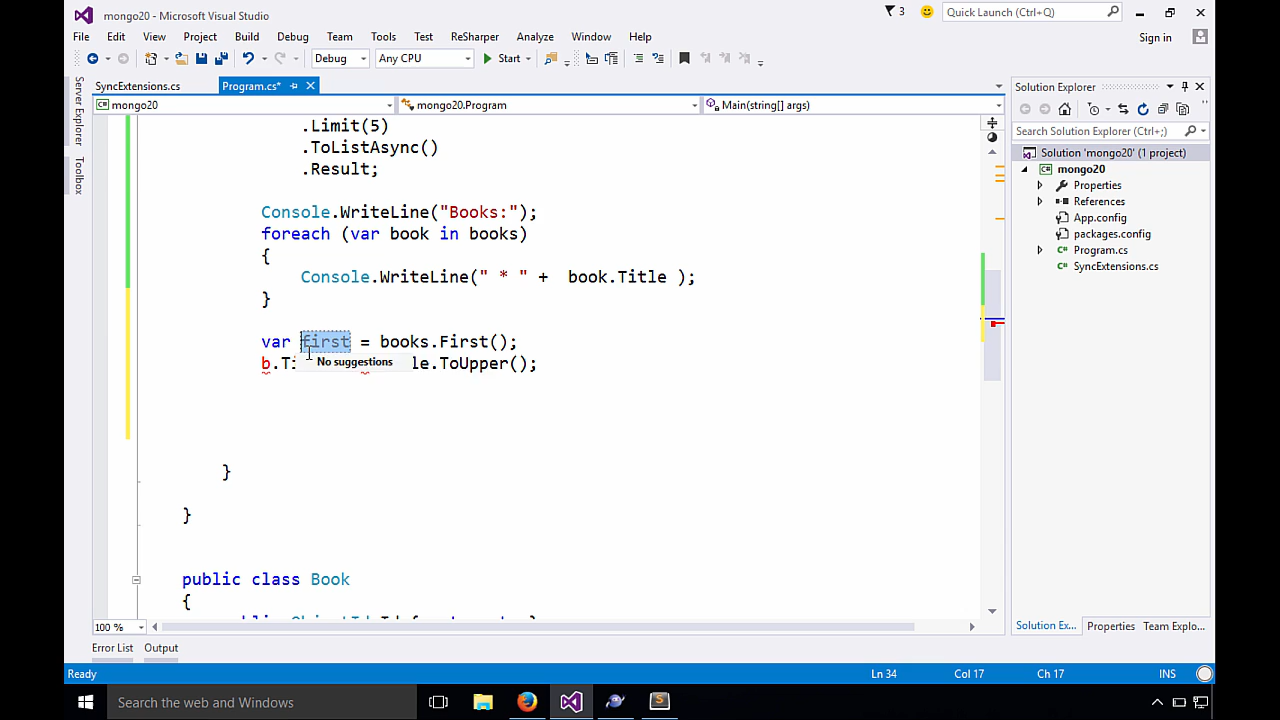 mongo20 - Microsoft Visual Studio
3
Quick Launch (Ctrl+Q)
File Edit View Project Build Debug Team Tools Test ReSharper Analyze Window Help
Sign in
Debug Any CPU Start
SyncExtensions.cs Program.cs*
mongo20 mongo20.Program Main(string[] args)
Server Explorer
Toolbox
.Limit(5)
.ToListAsync()
.Result;
Console.WriteLine("Books:");
foreach (var book in books)
{
Console.WriteLine(" * " + book.Title );
}
var first = books.First();
b.Ti le.ToUpper();
No suggestions
}
}
public class Book
{
100 %
Solution Explorer
Search Solution Explorer (Ctrl+;)
Solution 'mongo20' (1 project)
mongo20
Properties
References
App.config
packages.config
Program.cs
SyncExtensions.cs
Solution Ex... Properties Team Explo...
Error List Output
Ready Ln 34 Col 17 Ch 17 INS
Search the web and Windows